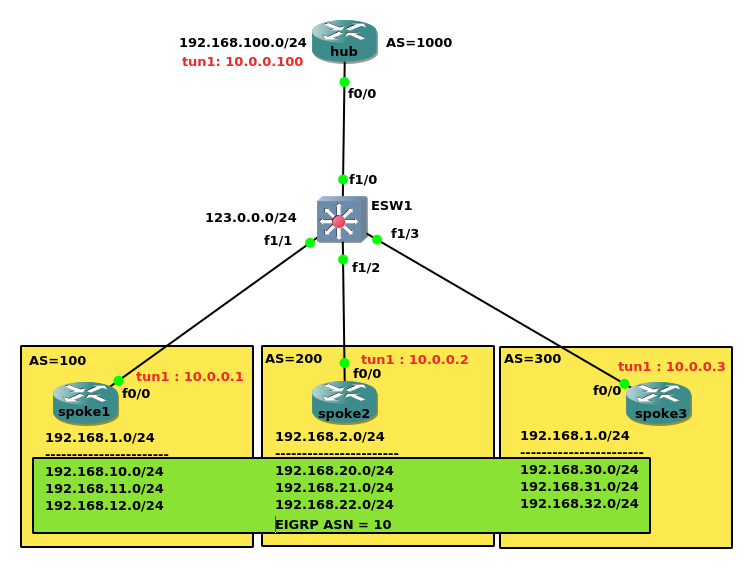 192.168.100.0/24
hub
AS=1000
tun1: 10.0.0.100
f0/0
f1/0
ESW1
123.0.0.0/24
f1/1
f1/3
f1/2
AS=100
tun1 : 10.0.0.1
f0/0
spoke1
192.168.1.0/24
-----------------------
192.168.10.0/24
192.168.11.0/24
192.168.12.0/24
AS=200
tun1 : 10.0.0.2
f0/0
spoke2
192.168.2.0/24
-----------------------
192.168.20.0/24
192.168.21.0/24
192.168.22.0/24
EIGRP ASN = 10
AS=300
tun1 : 10.0.0.3
f0/0
spoke3
192.168.1.0/24
-----------------------
192.168.30.0/24
192.168.31.0/24
192.168.32.0/24